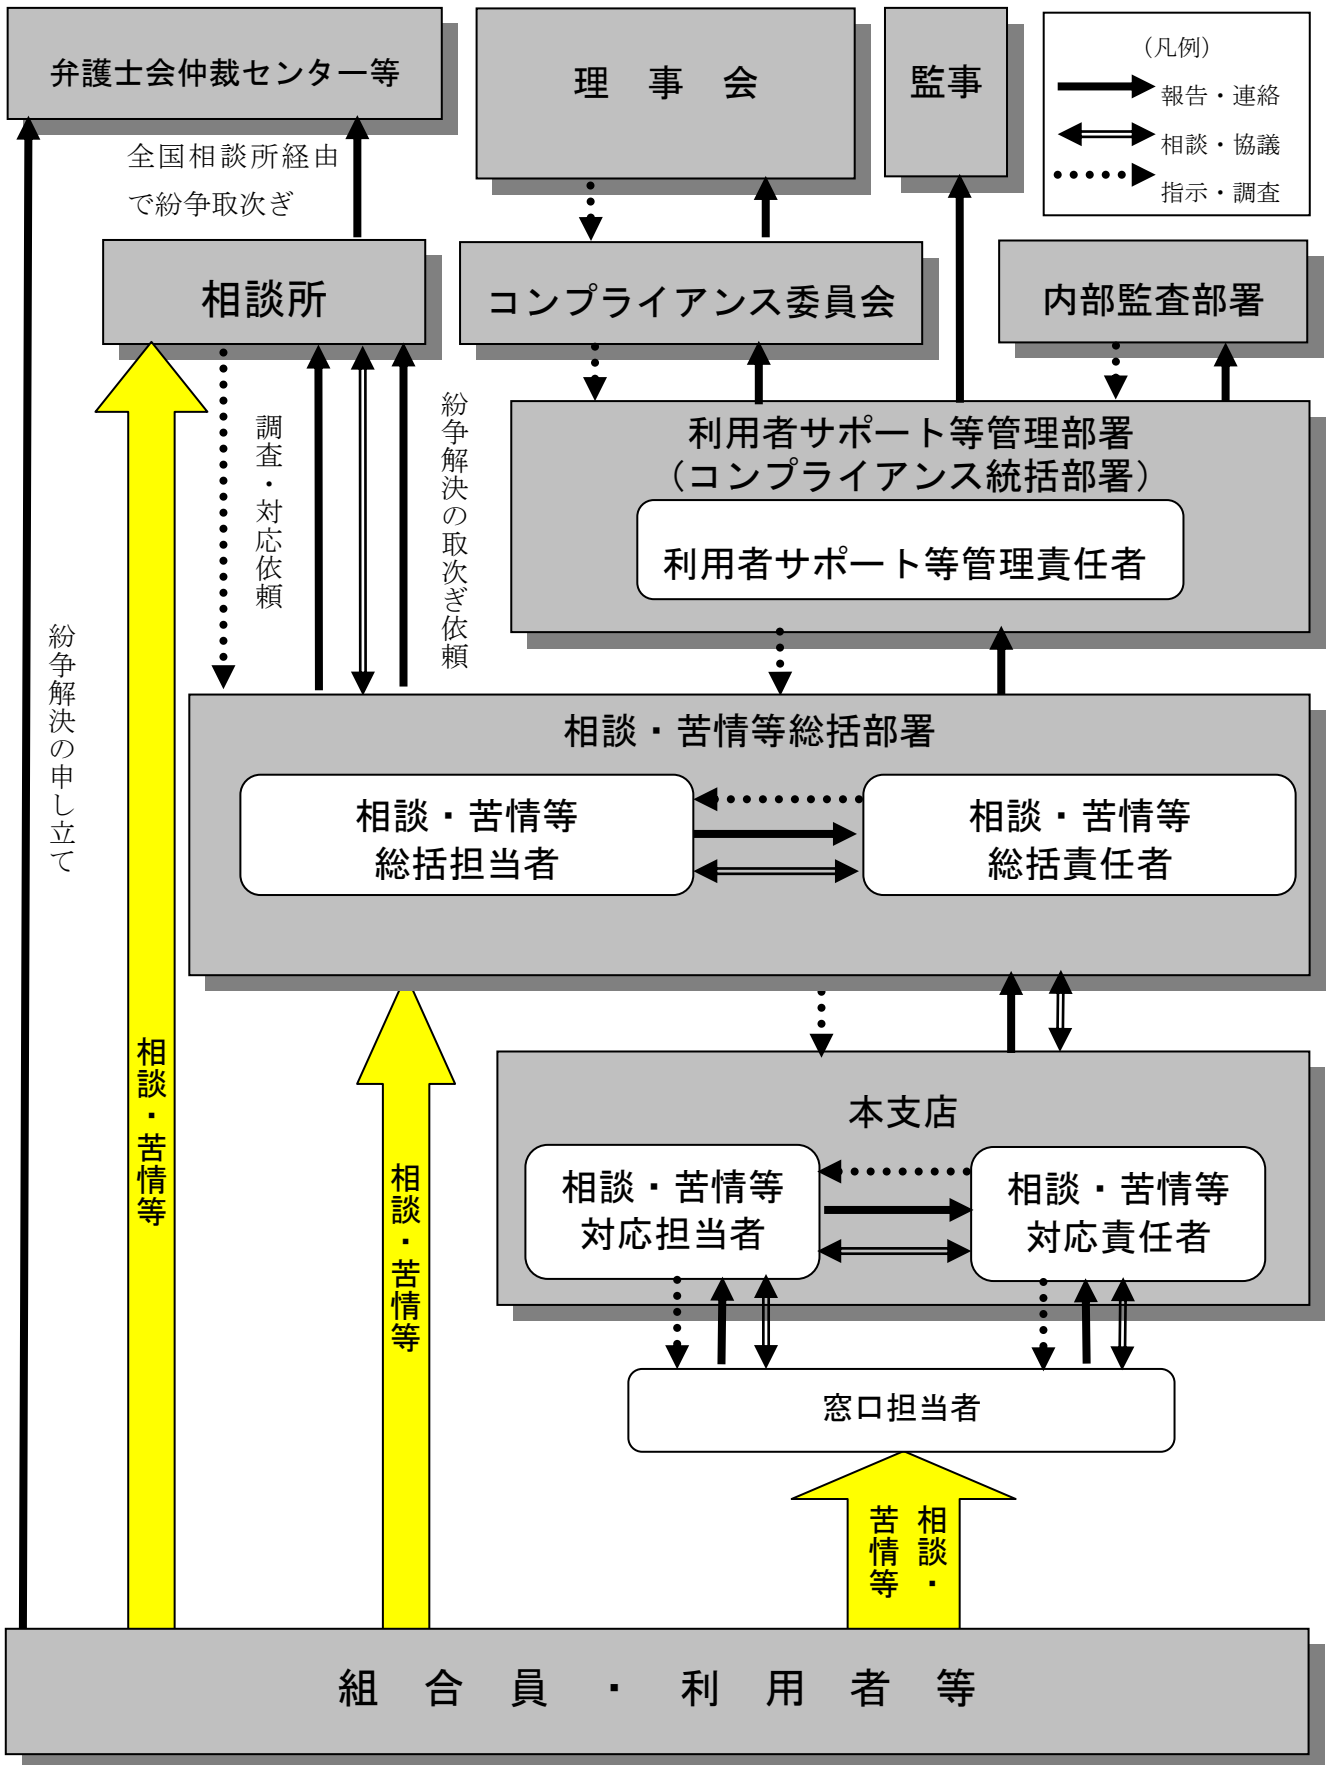 弁護士会仲裁センター等
理 事 会
監事
(凡例)
報告・連絡
相談・協議
指示・調査
全国相談所経由
で紛争取次ぎ
相談所
コンプライアンス委員会
内部監査部署
調査・対応依頼
紛争解決の取次ぎ依頼
利用者サポート等管理部署
(コンプライアンス統括部署)
利用者サポート等管理責任者
紛争解決の申し立て
相談・苦情等総括部署
相談・苦情等
総括担当者
相談・苦情等
総括責任者
相談・苦情等
相談・苦情等
本支店
相談・苦情等
対応担当者
相談・苦情等
対応責任者
窓口担当者
相談・
苦情等
組 合 員 ・ 利 用 者 等